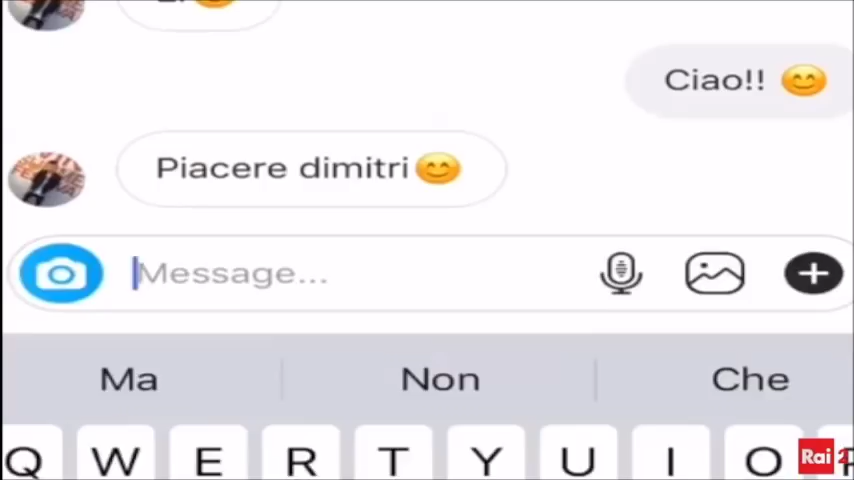 Ciao!! 😊
Piacere dimitri😊
Message...
Ma Non Che
Q W E R T Y U I O P
Rai 2